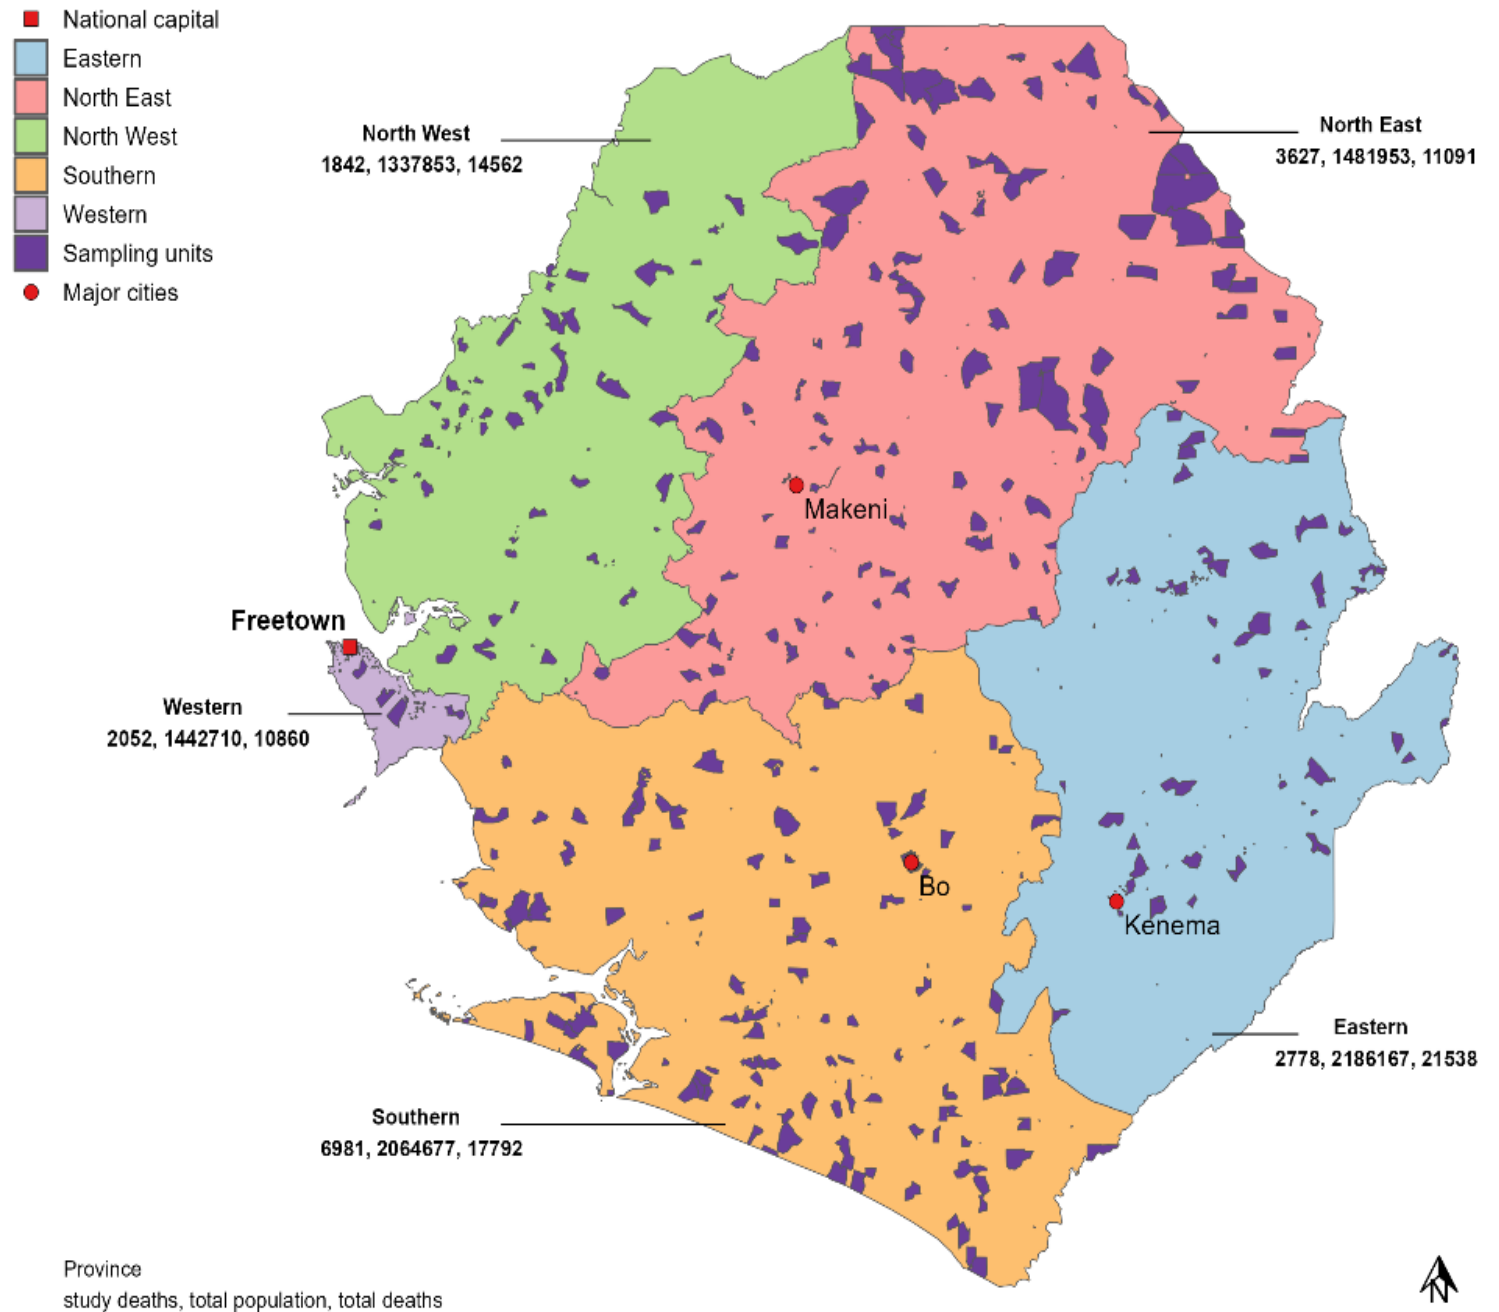 National capital
Eastern
North East
North West
Southern
Western
Sampling units
Major cities
North West
1842, 1337853, 14562
North East
3627, 1481953, 11091
Makeni
Freetown
Western
2052, 1442710, 10860
Bo
Kenema
Eastern
2778, 2186167, 21538
Southern
6981, 2064677, 17792
Province
study deaths, total population, total deaths
N